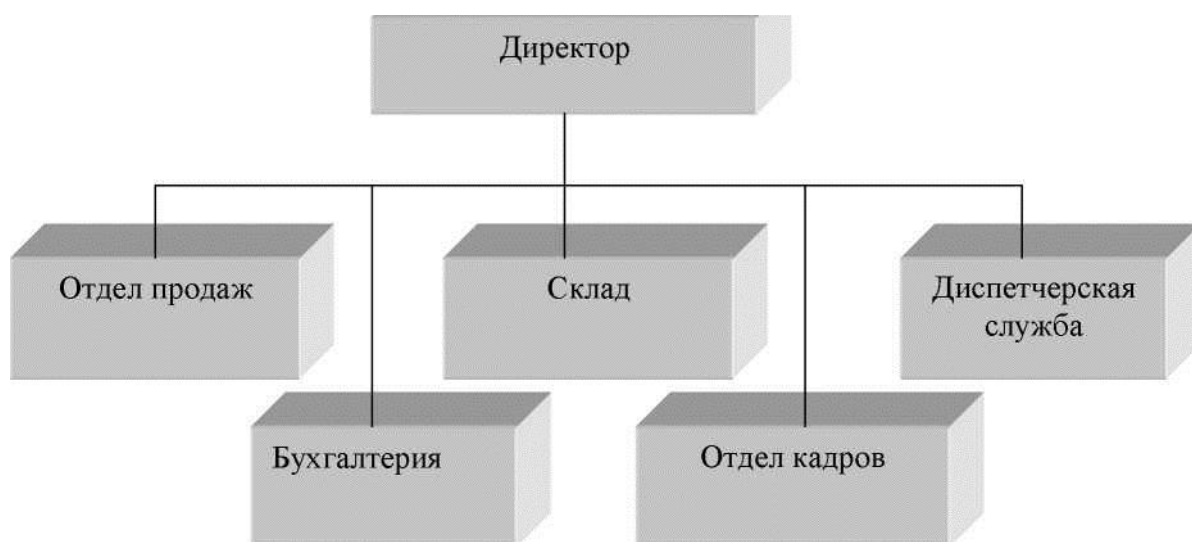 Директор
Отдел продаж
Склад
Диспетчерская
служба
Бухгалтерия
Отдел кадров